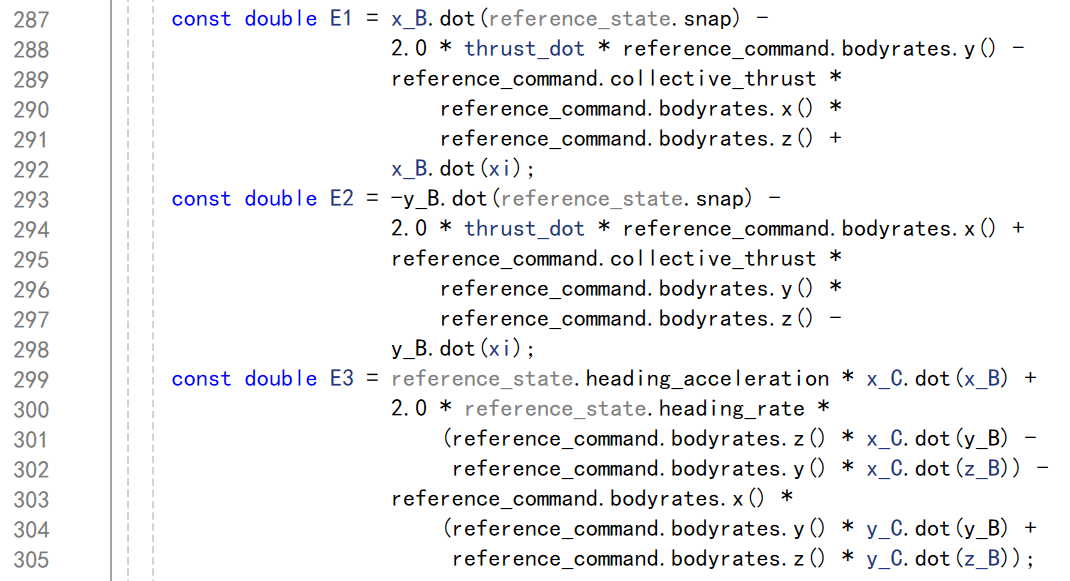 287 const double E1 = x_B.dot(reference_state.snap) -
288 2.0 * thrust_dot * reference_command.bodyrates.y() -
289 reference_command.collective_thrust *
290 reference_command.bodyrates.x() *
291 reference_command.bodyrates.z() +
292 x_B.dot(xi);
293 const double E2 = -y_B.dot(reference_state.snap) -
294 2.0 * thrust_dot * reference_command.bodyrates.x() +
295 reference_command.collective_thrust *
296 reference_command.bodyrates.y() *
297 reference_command.bodyrates.z() -
298 y_B.dot(xi);
299 const double E3 = reference_state.heading_acceleration * x_C.dot(x_B) +
300 2.0 * reference_state.heading_rate *
301 (reference_command.bodyrates.z() * x_C.dot(y_B) -
302 reference_command.bodyrates.y() * x_C.dot(z_B)) -
303 reference_command.bodyrates.x() *
304 (reference_command.bodyrates.y() * y_C.dot(y_B) +
305 reference_command.bodyrates.z() * y_C.dot(z_B));